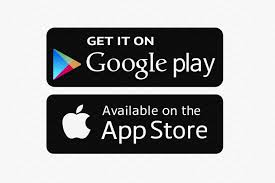 GET IT ON
Google play
Available on the
App Store